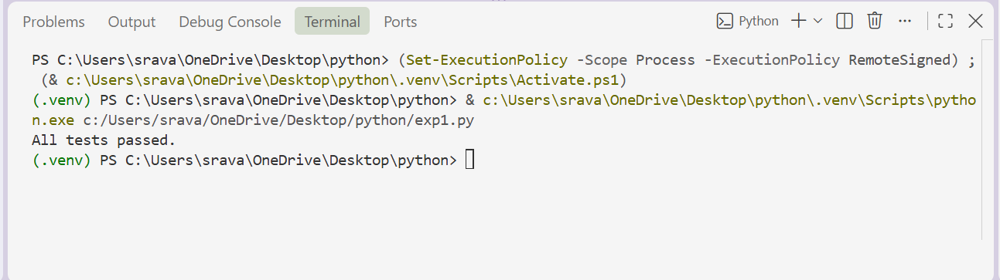 Problems Output Debug Console Terminal Ports Python
PS C:\Users\srava\OneDrive\Desktop\python> (Set-ExecutionPolicy -Scope Process -ExecutionPolicy RemoteSigned) ;
(& c:\Users\srava\OneDrive\Desktop\python\.venv\Scripts\Activate.ps1)
(.venv) PS C:\Users\srava\OneDrive\Desktop\python> & c:\Users\srava\OneDrive\Desktop\python\.venv\Scripts\pytho
n.exe c:/Users/srava/OneDrive/Desktop/python/exp1.py
All tests passed.
(.venv) PS C:\Users\srava\OneDrive\Desktop\python>